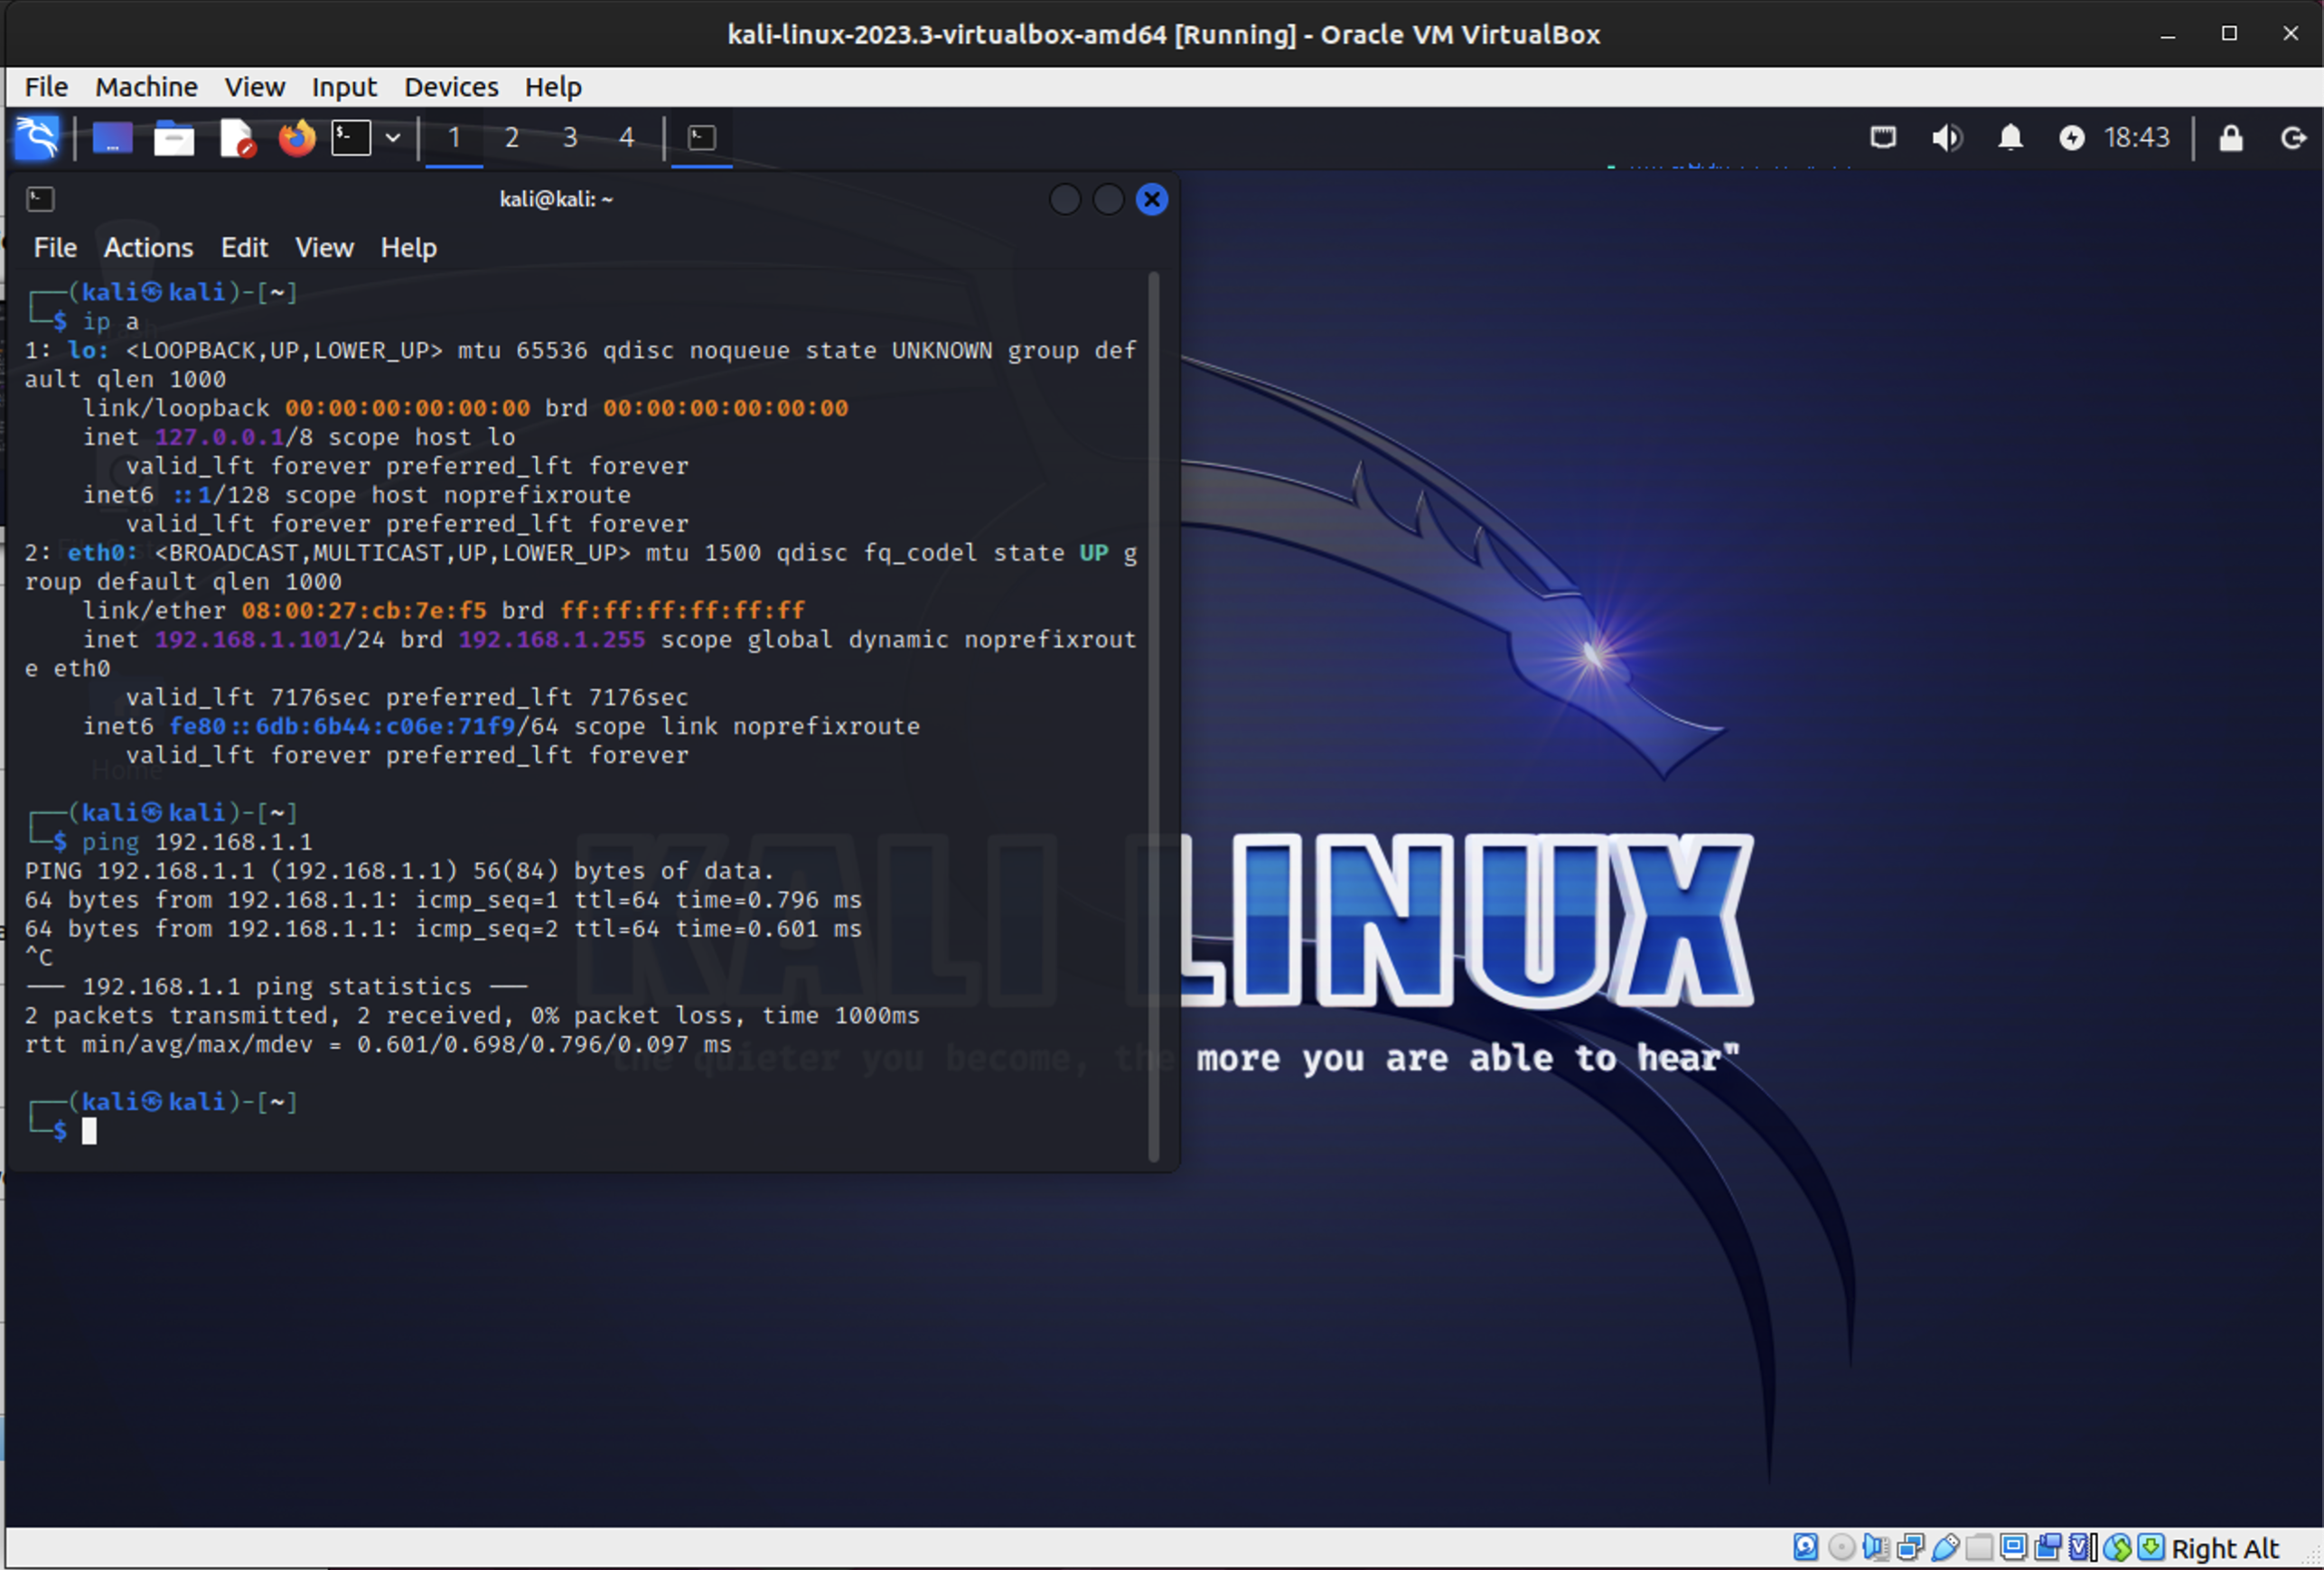 kali-linux-2023.3-virtualbox-amd64 [Running] - Oracle VM VirtualBox
File Machine View Input Devices Help
1 2 3 4 18:43
kali@kali: ~
File Actions Edit View Help
┌──(kali㉿kali)-[~]
└─$ ip a
1: lo: <LOOPBACK,UP,LOWER_UP> mtu 65536 qdisc noqueue state UNKNOWN group def
ault qlen 1000
    link/loopback 00:00:00:00:00:00 brd 00:00:00:00:00:00
    inet 127.0.0.1/8 scope host lo
       valid_lft forever preferred_lft forever
    inet6 ::1/128 scope host noprefixroute
       valid_lft forever preferred_lft forever
2: eth0: <BROADCAST,MULTICAST,UP,LOWER_UP> mtu 1500 qdisc fq_codel state UP g
roup default qlen 1000
    link/ether 08:00:27:cb:7e:f5 brd ff:ff:ff:ff:ff:ff
    inet 192.168.1.101/24 brd 192.168.1.255 scope global dynamic noprefixrout
e eth0
       valid_lft 7176sec preferred_lft 7176sec
    inet6 fe80::6db:6b44:c06e:71f9/64 scope link noprefixroute
       valid_lft forever preferred_lft forever
Home
┌──(kali㉿kali)-[~]
└─$ ping 192.168.1.1
PING 192.168.1.1 (192.168.1.1) 56(84) bytes of data.
64 bytes from 192.168.1.1: icmp_seq=1 ttl=64 time=0.796 ms
64 bytes from 192.168.1.1: icmp_seq=2 ttl=64 time=0.601 ms
^C
── 192.168.1.1 ping statistics ──
2 packets transmitted, 2 received, 0% packet loss, time 1000ms
rtt min/avg/max/mdev = 0.601/0.698/0.796/0.097 ms
┌──(kali㉿kali)-[~]
└─$
KALI LINUX
the quieter you become, the more you are able to hear"
Right Alt